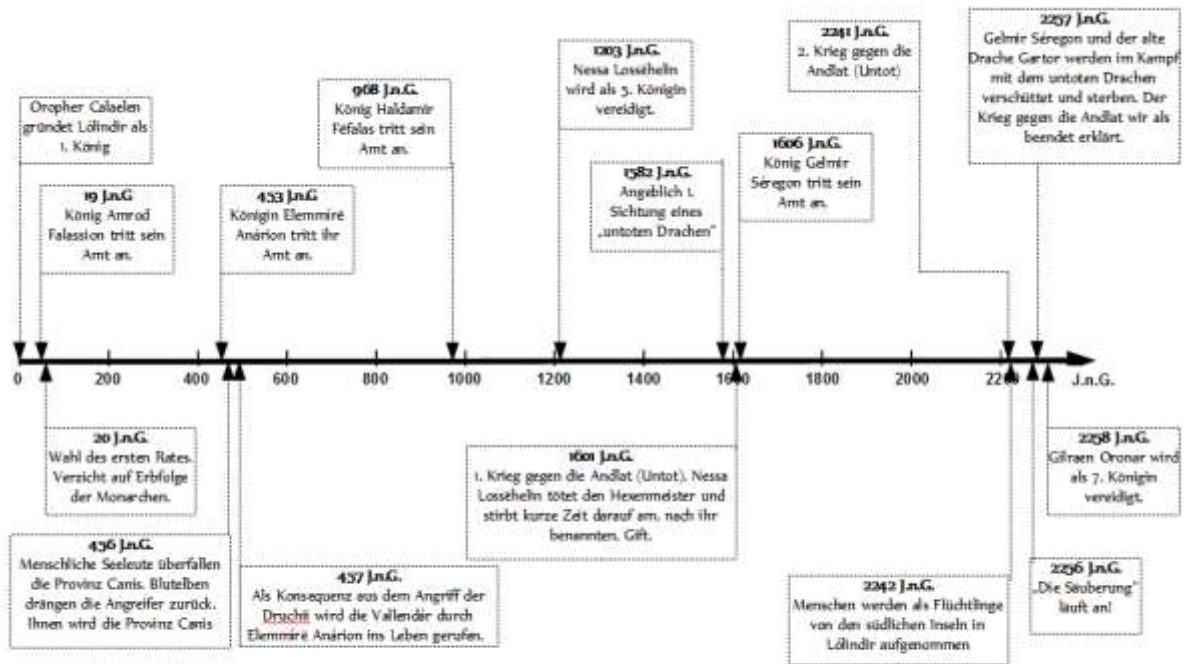 Oropher Calaelen
gründet Lólindir als
1. König
19 J.n.G
König Amrod
Falassion tritt sein
Amt an.
453 J.n.G
Königin Elemmiré
Anárion tritt ihr
Amt an.
968 J.n.G.
König Haldamir
Féfalas tritt sein
Amt an.
1203 J.n.G.
Nessa Lossëhelin
wird als 5. Königin
vereidigt.
1582 J.n.G.
Angeblich 1.
Sichtung eines
„untoten Drachen“
1606 J.n.G.
König Gelmir
Séregon tritt sein
Amt an.
2241 J.n.G.
2. Krieg gegen die
Andlat (Untot)
2257 J.n.G.
Gelmir Séregon und der alte
Drache Gartor werden im Kampf
mit dem untoten Drachen
verschüttet und sterben. Der
Krieg gegen die Andlat wir als
beendet erklärt.
0 200 400 600 800 1000 1200 1400 1600 1800 2000 2200 J.n.G.
20 J.n.G.
Wahl des ersten Rates.
Verzicht auf Erbfolge
der Monarchen.
456 J.n.G.
Menschliche Seeleute überfallen
die Provinz Canis. Blutelben
drängen die Angreifer zurück.
Ihnen wird die Provinz Canis
457 J.n.G.
Als Konsequenz aus dem Angriff der
Druchii wird die Vallendár durch
Elemmiré Anárion ins Leben gerufen.
1601 J.n.G.
1. Krieg gegen die Andlat (Untot). Nessa
Lossëhelin tötet den Hexenmeister und
stirbt kurze Zeit darauf am, nach ihr
benannten, Gift.
2242 J.n.G.
Menschen werden als Flüchtlinge
von den südlichen Inseln in
Lólindir aufgenommen
2256 J.n.G.
„Die Säuberung“
läuft an!
2258 J.n.G.
Gilraen Oronar wird
als 7. Königin
vereidigt.